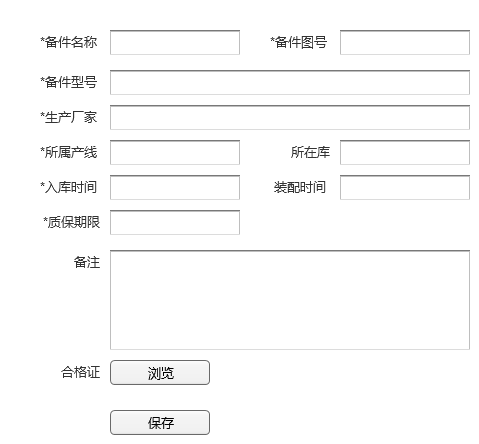 *备件名称 *备件图号
*备件型号
*生产厂家
*所属产线 所在库
*入库时间 装配时间
*质保期限
备注
合格证 浏览
保存